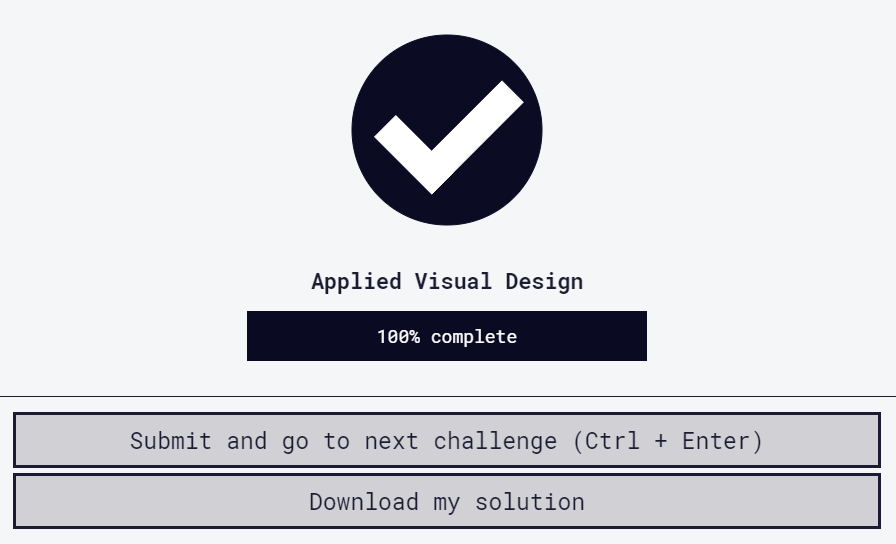 Applied Visual Design
100% complete
Submit and go to next challenge (Ctrl + Enter)
Download my solution